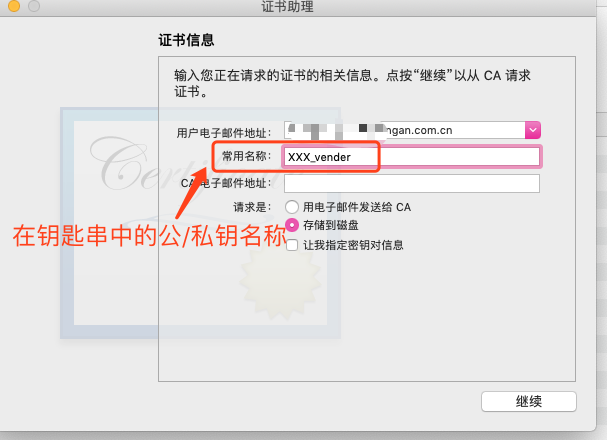 证书助理
证书信息
输入您正在请求的证书的相关信息。点按“继续”以从 CA 请求
证书。
用户电子邮件地址： ngan.com.cn
常用名称： XXX_vender
CA 电子邮件地址：
请求是： 用电子邮件发送给 CA
存储到磁盘
在钥匙串中的公/私钥名称
让我指定密钥对信息
继续